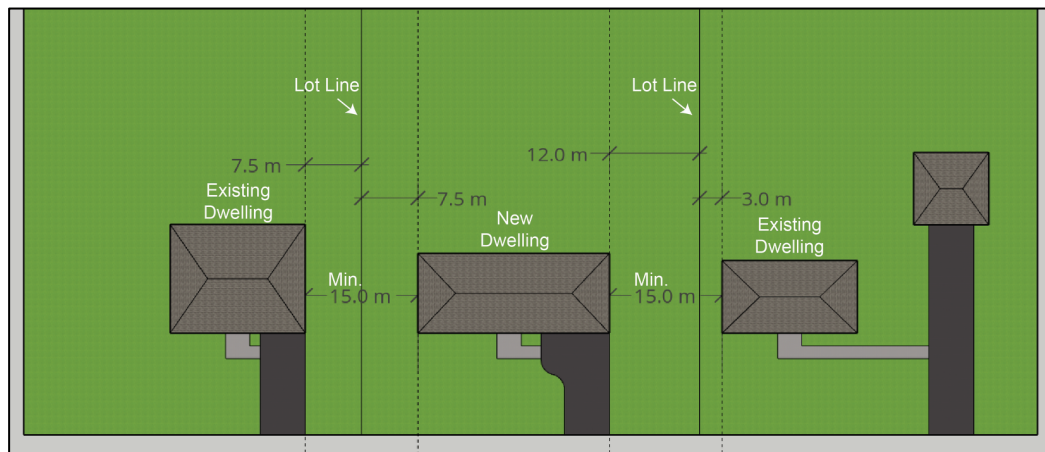 Lot Line
Lot Line
7.5 m
12.0 m
Existing
Dwelling
7.5 m
New
Dwelling
3.0 m
Existing
Dwelling
Min.
15.0 m
Min.
15.0 m